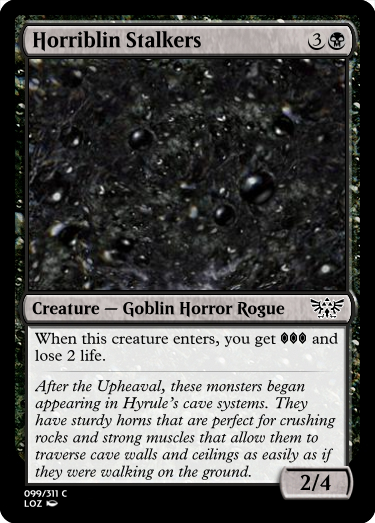 Horriblin Stalkers
3
Creature — Goblin Horror Rogue
When this creature enters, you get and
lose 2 life.
After the Upheaval, these monsters began
appearing in Hyrule's cave systems. They
have sturdy horns that are perfect for crushing
rocks and strong muscles that allow them to
traverse cave walls and ceilings as easily as if
they were walking on the ground.
2/4
099/311 C
LOZ